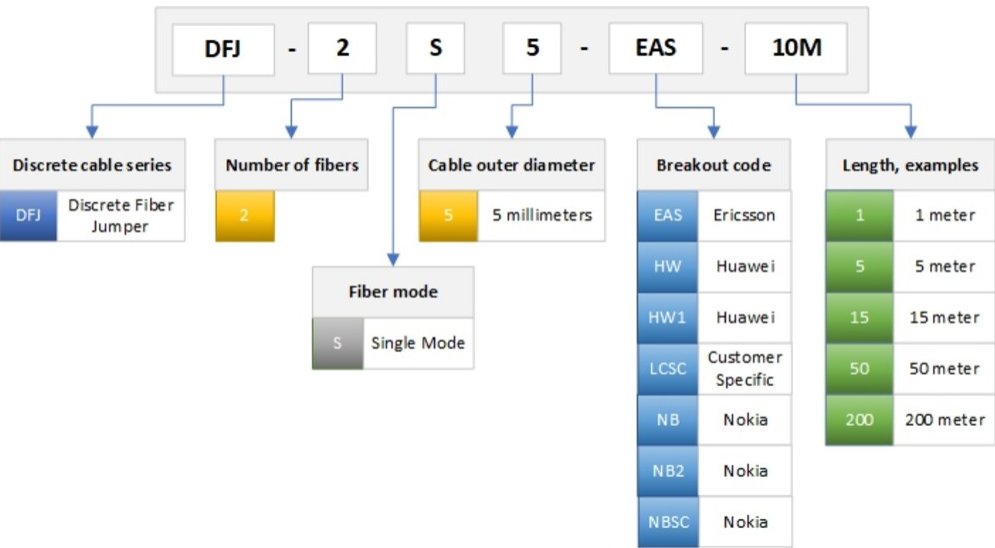 DFJ - 2 S 5 - EAS - 10M
Discrete cable series
DFJ Discrete Fiber
Jumper
Number of fibers
2
Fiber mode
S Single Mode
Cable outer diameter
5 5 millimeters
Breakout code
EAS Ericsson
HW Huawei
HW1 Huawei
LCSC Customer
Specific
NB Nokia
NB2 Nokia
NBSC Nokia
Length, examples
1 1 meter
5 5 meter
15 15 meter
50 50 meter
200 200 meter